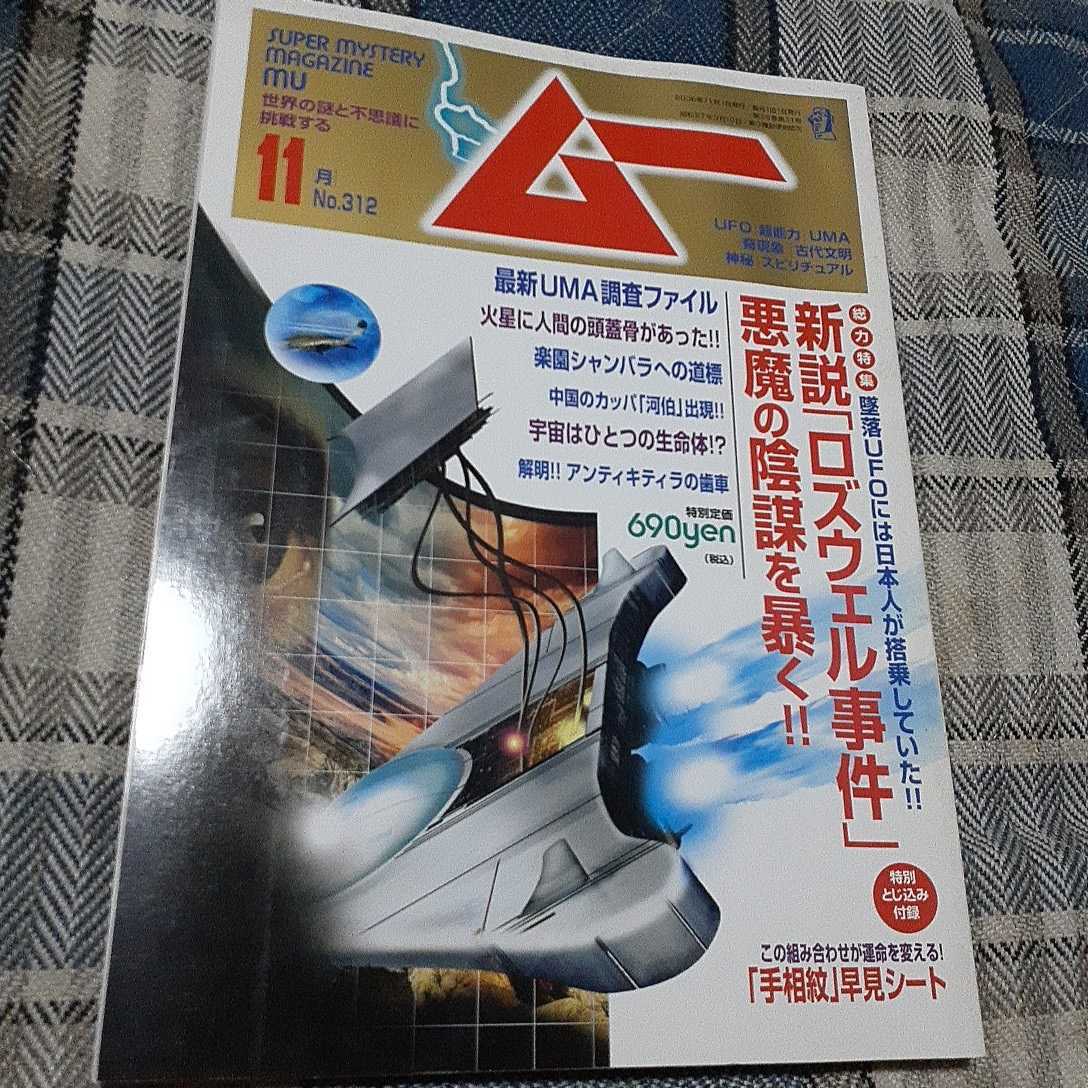 SUPER MYSTERY
MAGAZINE
MU
世界の謎と不思議に
挑戦する
11月
No.312
ムー
UFO 超能力 UMA
怪現象 古代文明
神秘 スピリチュアル
最新UMA調査ファイル
火星に人間の頭蓋骨があった!!
楽園シャンバラへの道標
中国のカッパ「河伯」出現!!
宇宙はひとつの生命体!?
解明!! アンティキティラの歯車
特別定価
690yen
(税込)
総力特集
墜落UFOには日本人が搭乗していた!!
新説「ロズウェル事件」
悪魔の陰謀を暴く!!
特別
とじ込み
付録
この組み合わせが運命を変える!
「手相紋」早見シート